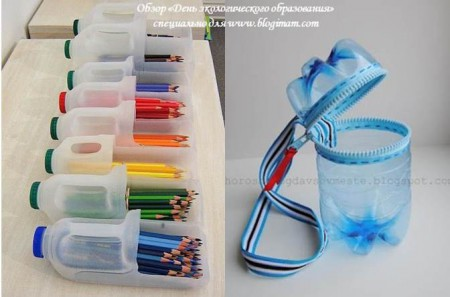 Обзор «День экологического образования»
специально для www.blogimam.com